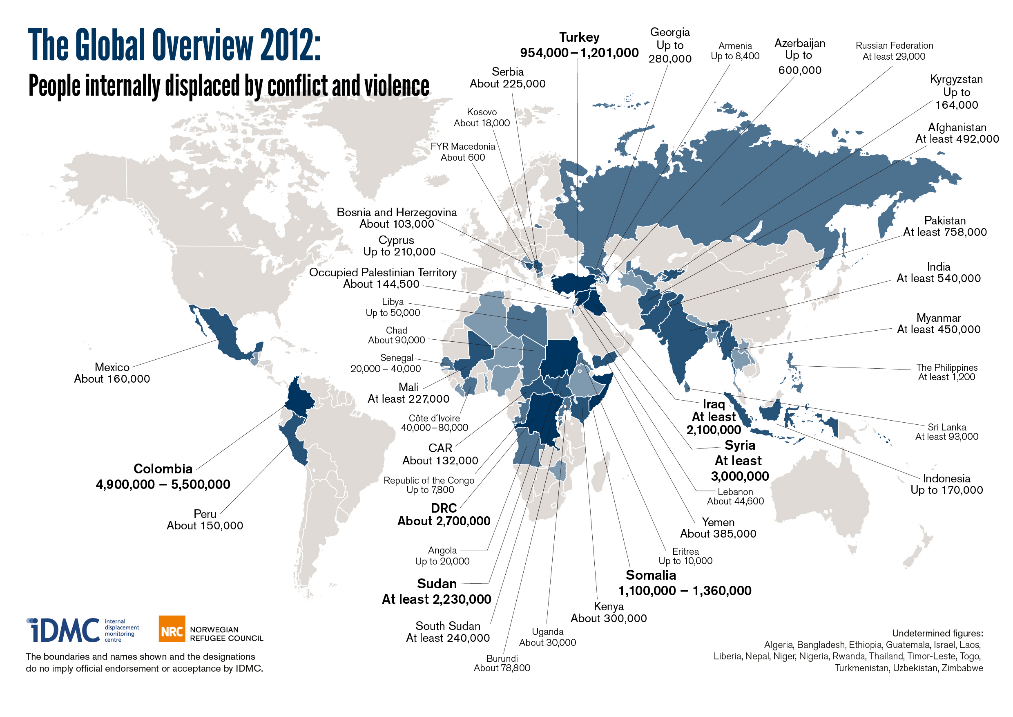 The Global Overview 2012:
People internally displaced by conflict and violence
Turkey
954,000–1,201,000
Georgia
Up to
280,000
Armenia
Up to 8,400
Azerbaijan
Up to
600,000
Russian Federation
At least 29,000
Kyrgyzstan
Up to
164,000
Afghanistan
At least 492,000
Pakistan
At least 758,000
India
At least 540,000
Myanmar
At least 450,000
The Philippines
At least 1,200
Sri Lanka
At least 93,000
Indonesia
Up to 170,000
Serbia
About 225,000
Kosovo
About 18,000
FYR Macedonia
About 600
Bosnia and Herzegovina
About 103,000
Cyprus
Up to 210,000
Occupied Palestinian Territory
About 144,500
Libya
Up to 50,000
Chad
About 90,000
Senegal
20,000 – 40,000
Mali
At least 227,000
Côte d'Ivoire
40,000–80,000
CAR
About 132,000
Republic of the Congo
Up to 7,800
DRC
About 2,700,000
Angola
Up to 20,000
Sudan
At least 2,230,000
South Sudan
At least 240,000
Burundi
About 78,800
Uganda
About 30,000
Kenya
About 300,000
Somalia
1,100,000 – 1,360,000
Eritrea
Up to 10,000
Yemen
About 385,000
Lebanon
About 44,600
Syria
At least
3,000,000
Iraq
At least
2,100,000
Mexico
About 160,000
Colombia
4,900,000 – 5,500,000
Peru
About 150,000
iDMC
internal
displacement
monitoring
centre
NRC
NORWEGIAN
REFUGEE COUNCIL
The boundaries and names shown and the designations
do no imply official endorsement or acceptance by IDMC.
Undetermined figures:
Algeria, Bangladesh, Ethiopia, Guatemala, Israel, Laos,
Liberia, Nepal, Niger, Nigeria, Rwanda, Thailand, Timor-Leste, Togo,
Turkmenistan, Uzbekistan, Zimbabwe